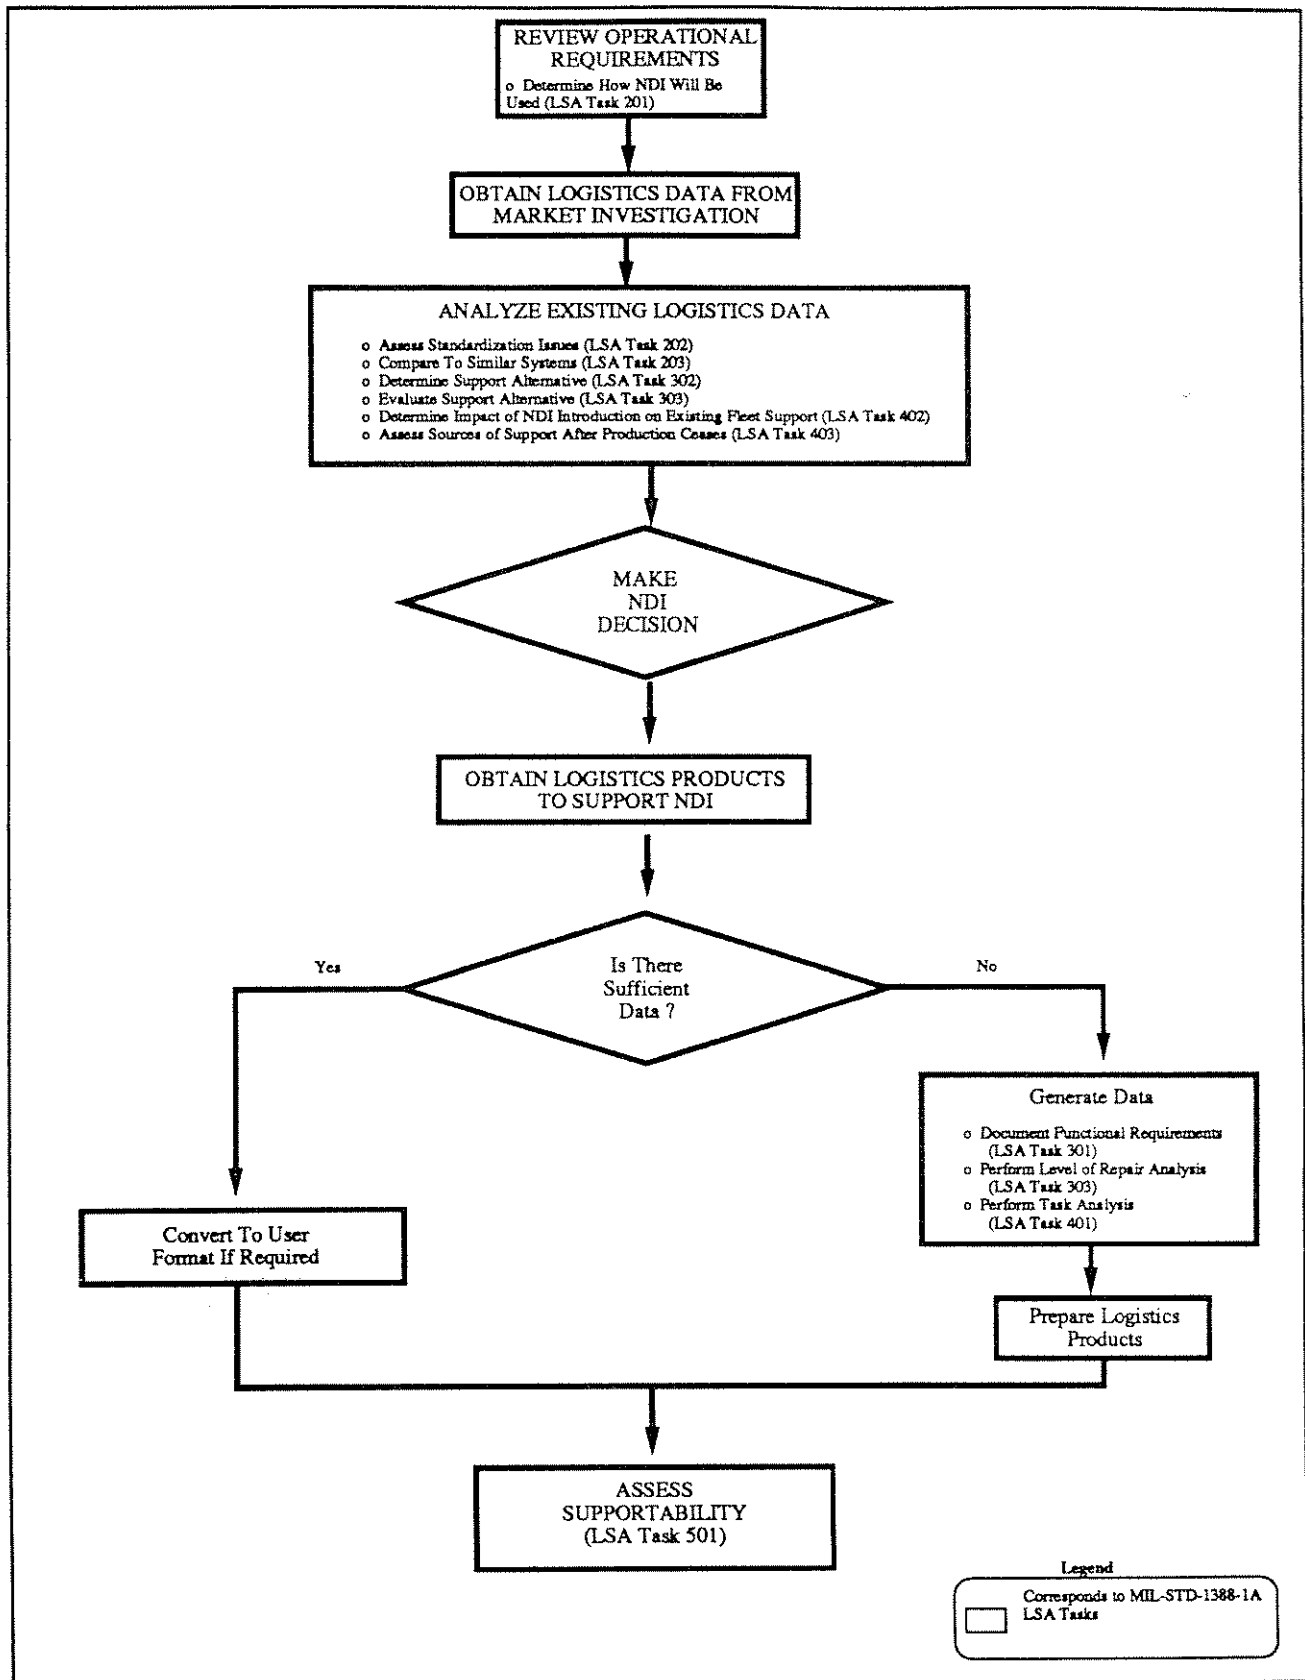 REVIEW OPERATIONAL
REQUIREMENTS
o Determine How NDI Will Be
Used (LSA Task 201)
OBTAIN LOGISTICS DATA FROM
MARKET INVESTIGATION
ANALYZE EXISTING LOGISTICS DATA
o Assess Standardization Issues (LSA Task 202)
o Compare To Similar Systems (LSA Task 203)
o Determine Support Alternative (LSA Task 302)
o Evaluate Support Alternative (LSA Task 303)
o Determine Impact of NDI Introduction on Existing Fleet Support (LSA Task 402)
o Assess Sources of Support After Production Ceases (LSA Task 403)
MAKE
NDI
DECISION
OBTAIN LOGISTICS PRODUCTS
TO SUPPORT NDI
Is There
Sufficient
Data ?
Yes
No
Generate Data
o Document Functional Requirements
(LSA Task 301)
o Perform Level of Repair Analysis
(LSA Task 303)
o Perform Task Analysis
(LSA Task 401)
Convert To User
Format If Required
Prepare Logistics
Products
ASSESS
SUPPORTABILITY
(LSA Task 501)
Legend
Corresponds to MIL-STD-1388-1A
LSA Tasks